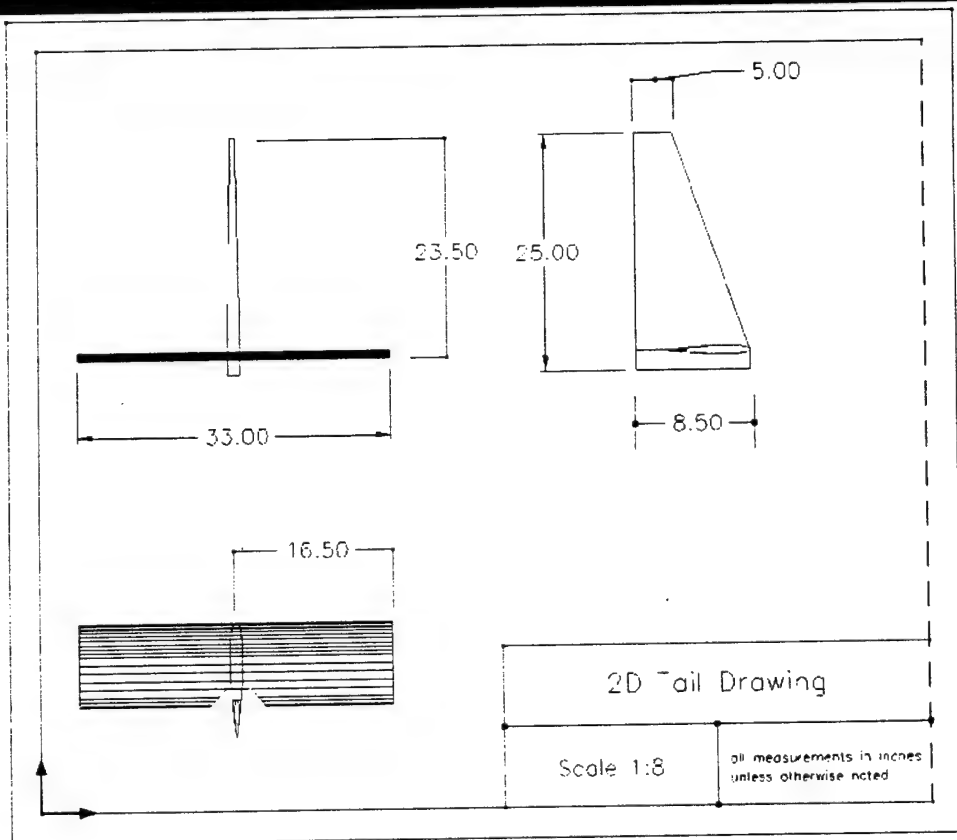 5.00
23.50
25.00
33.00
8.50
16.50
2D Tail Drawing
Scale 1:8
all measurements in inches
unless otherwise noted